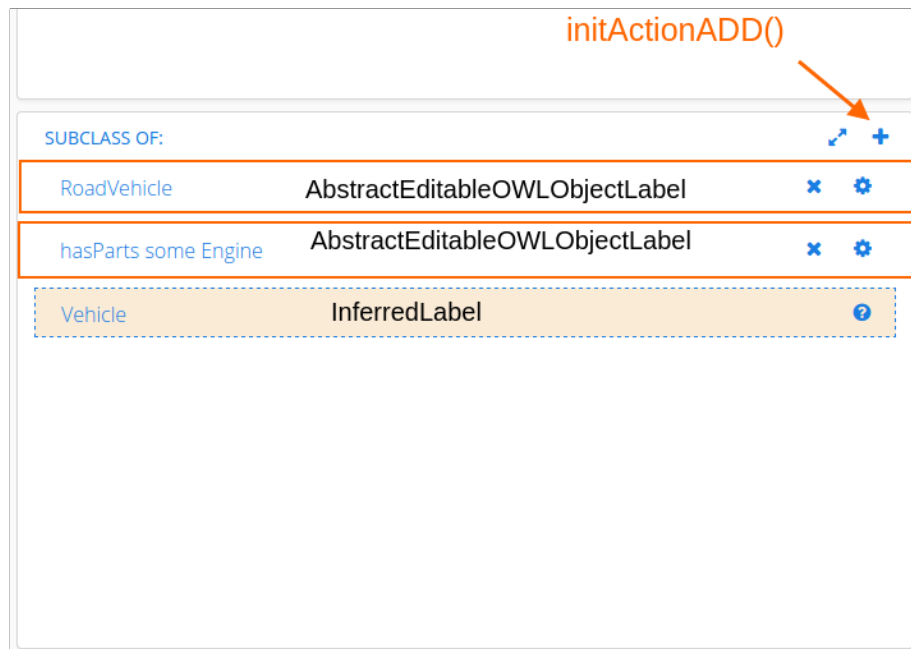 initActionADD()
SUBCLASS OF:
RoadVehicle AbstractEditableOWLObjectLabel
hasParts some Engine AbstractEditableOWLObjectLabel
Vehicle InferredLabel